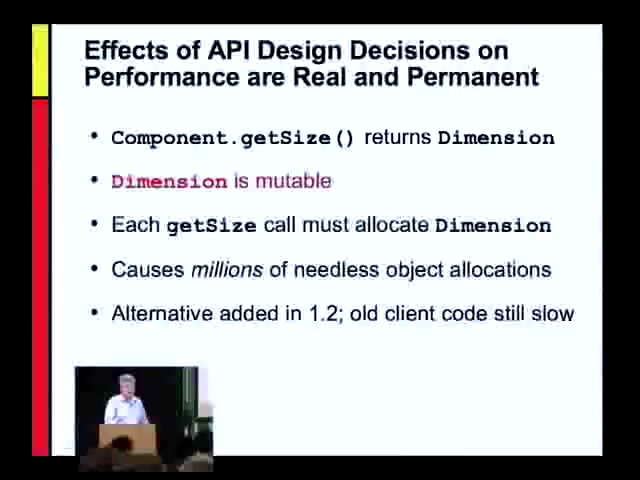 Effects of API Design Decisions on
Performance are Real and Permanent
• Component.getSize() returns Dimension
• Dimension is mutable
• Each getSize call must allocate Dimension
• Causes millions of needless object allocations
• Alternative added in 1.2; old client code still slow